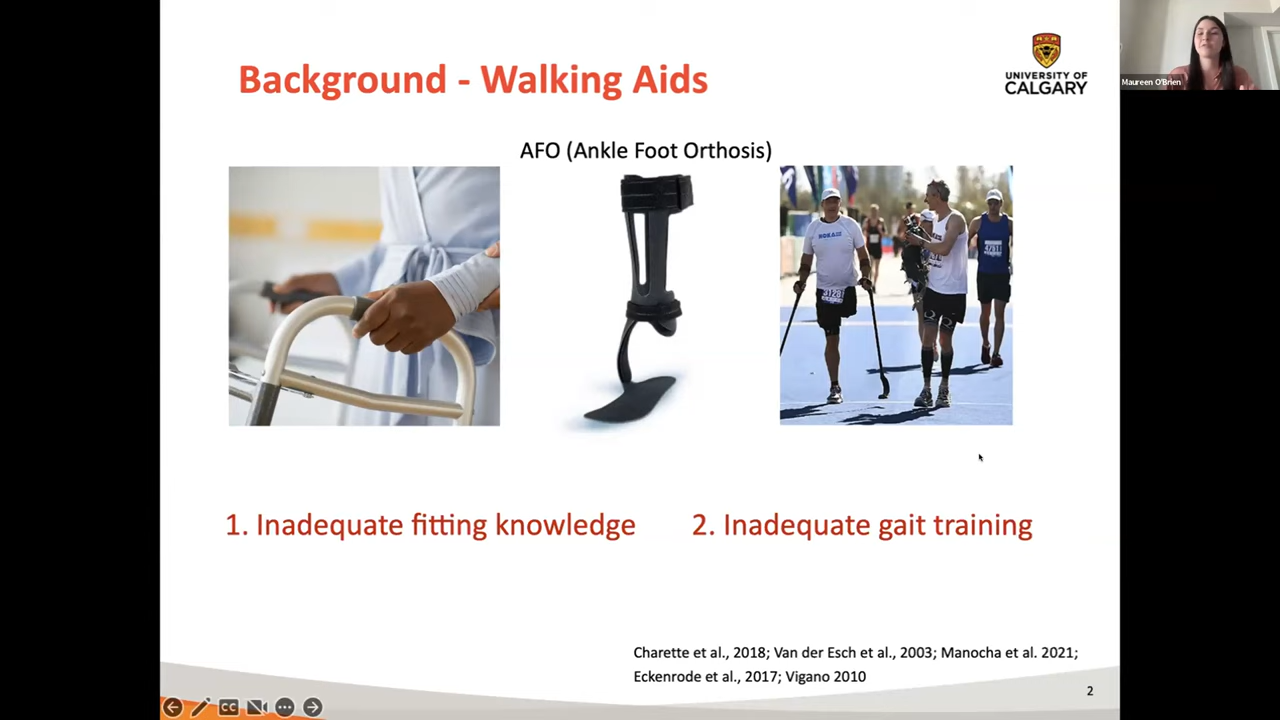 Background - Walking Aids
UNIVERSITY OF
CALGARY
Maureen O'Brien
AFO (Ankle Foot Orthosis)
1. Inadequate fitting knowledge
2. Inadequate gait training
Charette et al., 2018; Van der Esch et al., 2003; Manocha et al. 2021;
Eckenrode et al., 2017; Vigano 2010
2
CC